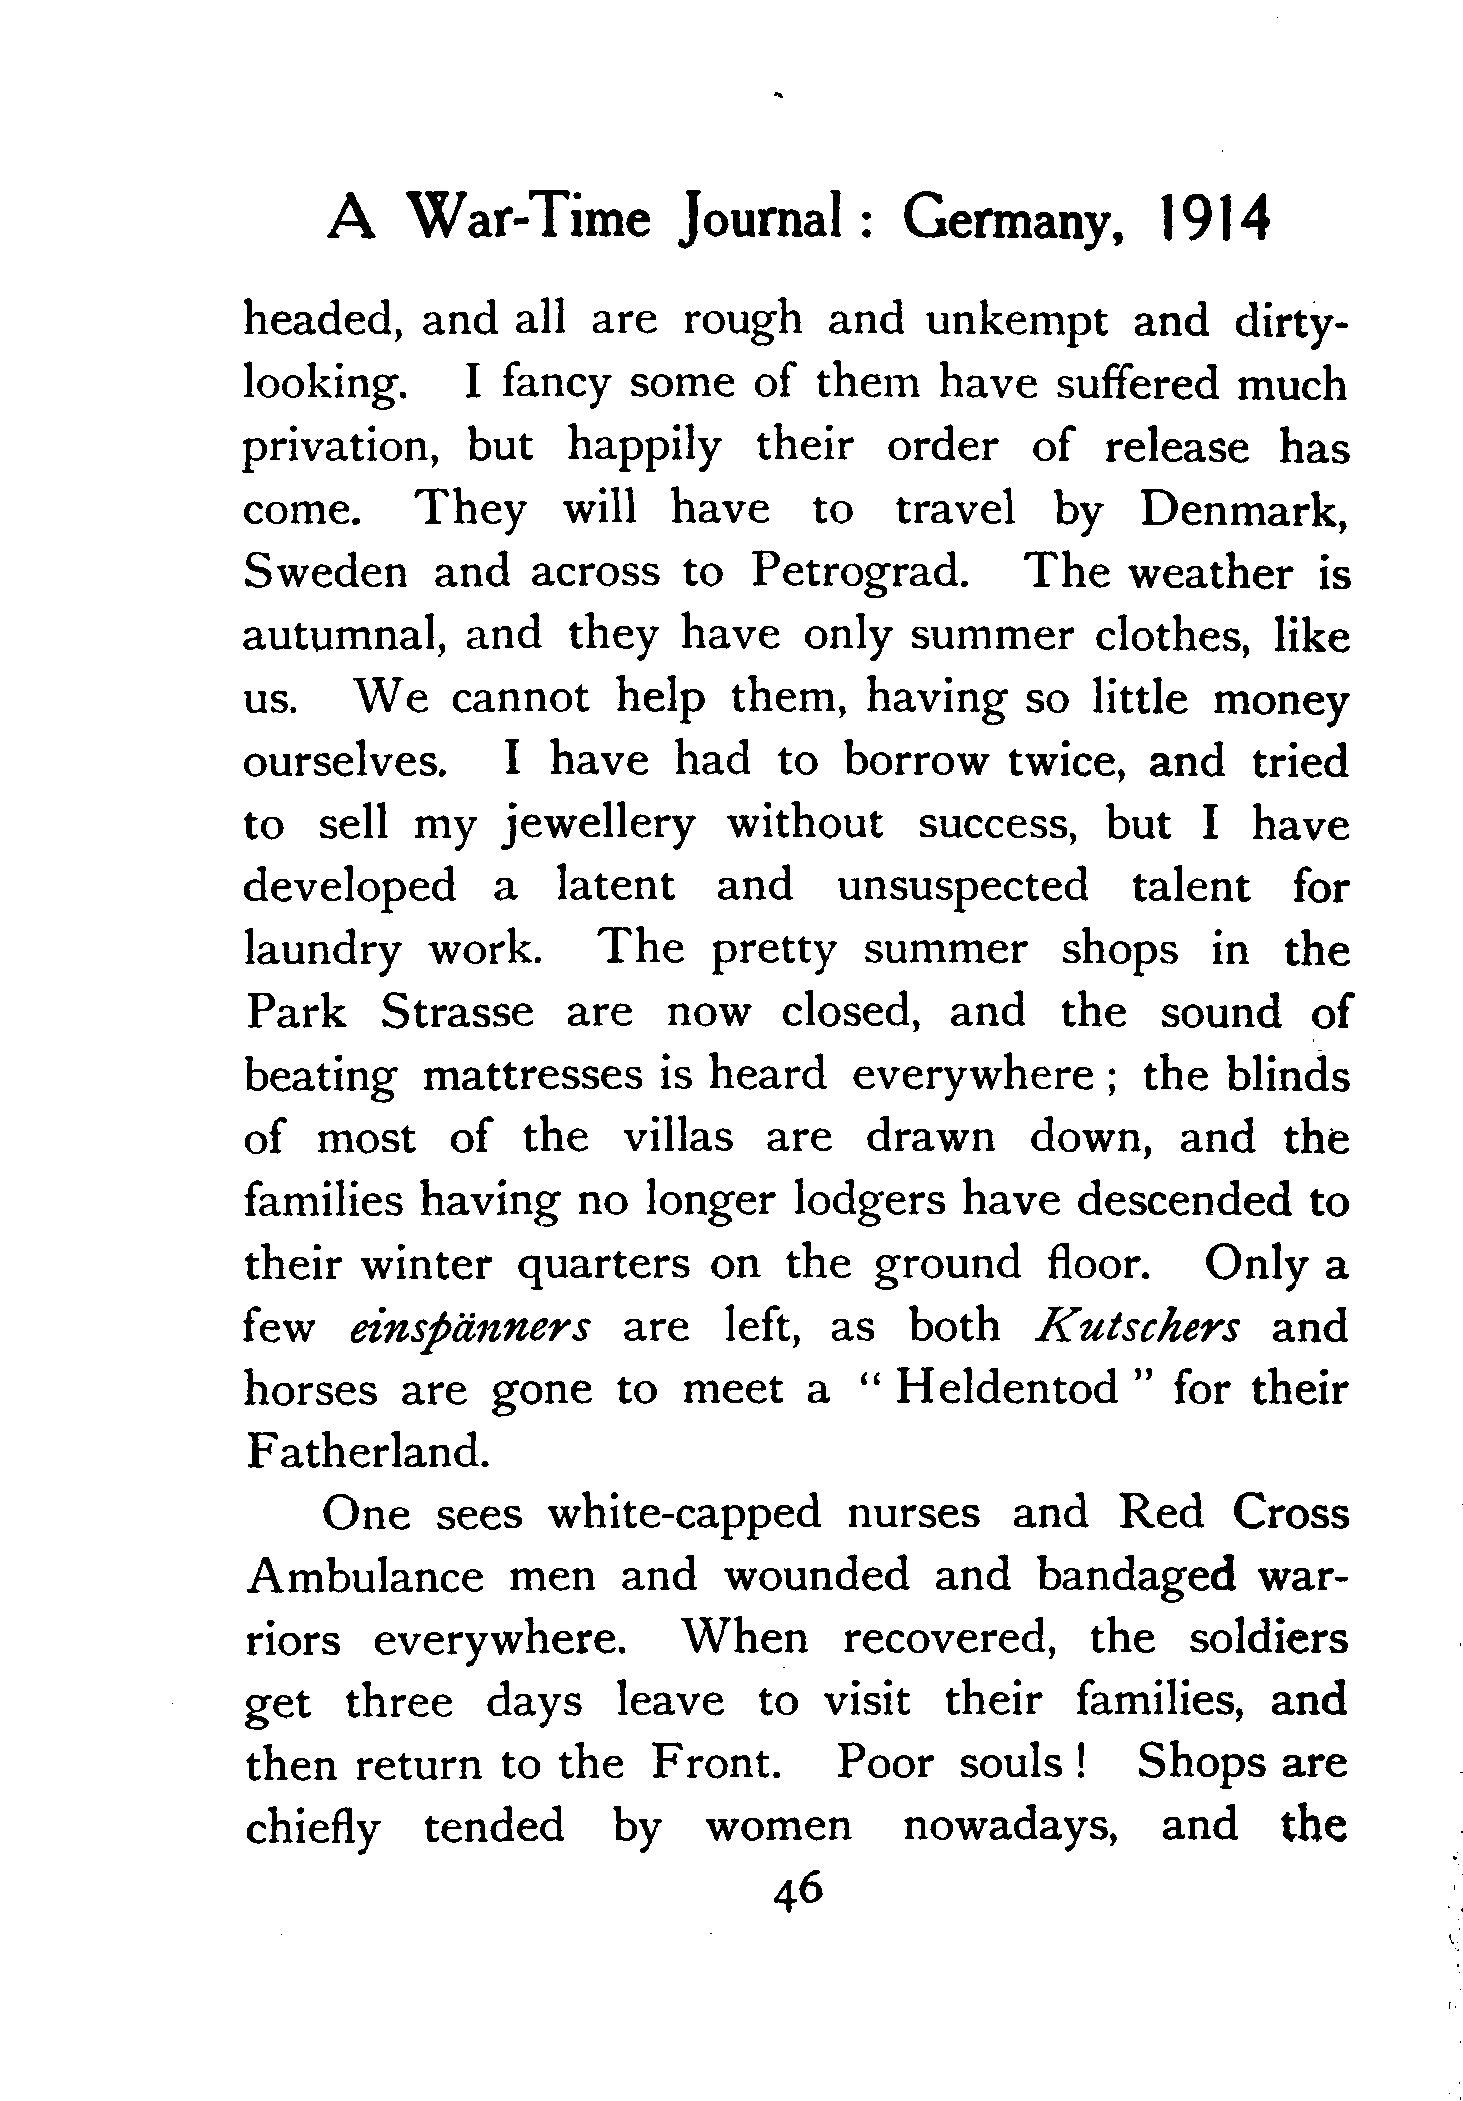 A War-Time Journal : Germany, 1914
headed, and all are rough and unkempt and dirty-
looking. I fancy some of them have suffered much
privation, but happily their order of release has
come. They will have to travel by Denmark,
Sweden and across to Petrograd. The weather is
autumnal, and they have only summer clothes, like
us. We cannot help them, having so little money
ourselves. I have had to borrow twice, and tried
to sell my jewellery without success, but I have
developed a latent and unsuspected talent for
laundry work. The pretty summer shops in the
Park Strasse are now closed, and the sound of
beating mattresses is heard everywhere ; the blinds
of most of the villas are drawn down, and the
families having no longer lodgers have descended to
their winter quarters on the ground floor. Only a
few einspänners are left, as both Kutschers and
horses are gone to meet a “ Heldentod ” for their
Fatherland.
One sees white-capped nurses and Red Cross
Ambulance men and wounded and bandaged war-
riors everywhere. When recovered, the soldiers
get three days leave to visit their families, and
then return to the Front. Poor souls ! Shops are
chiefly tended by women nowadays, and the
46